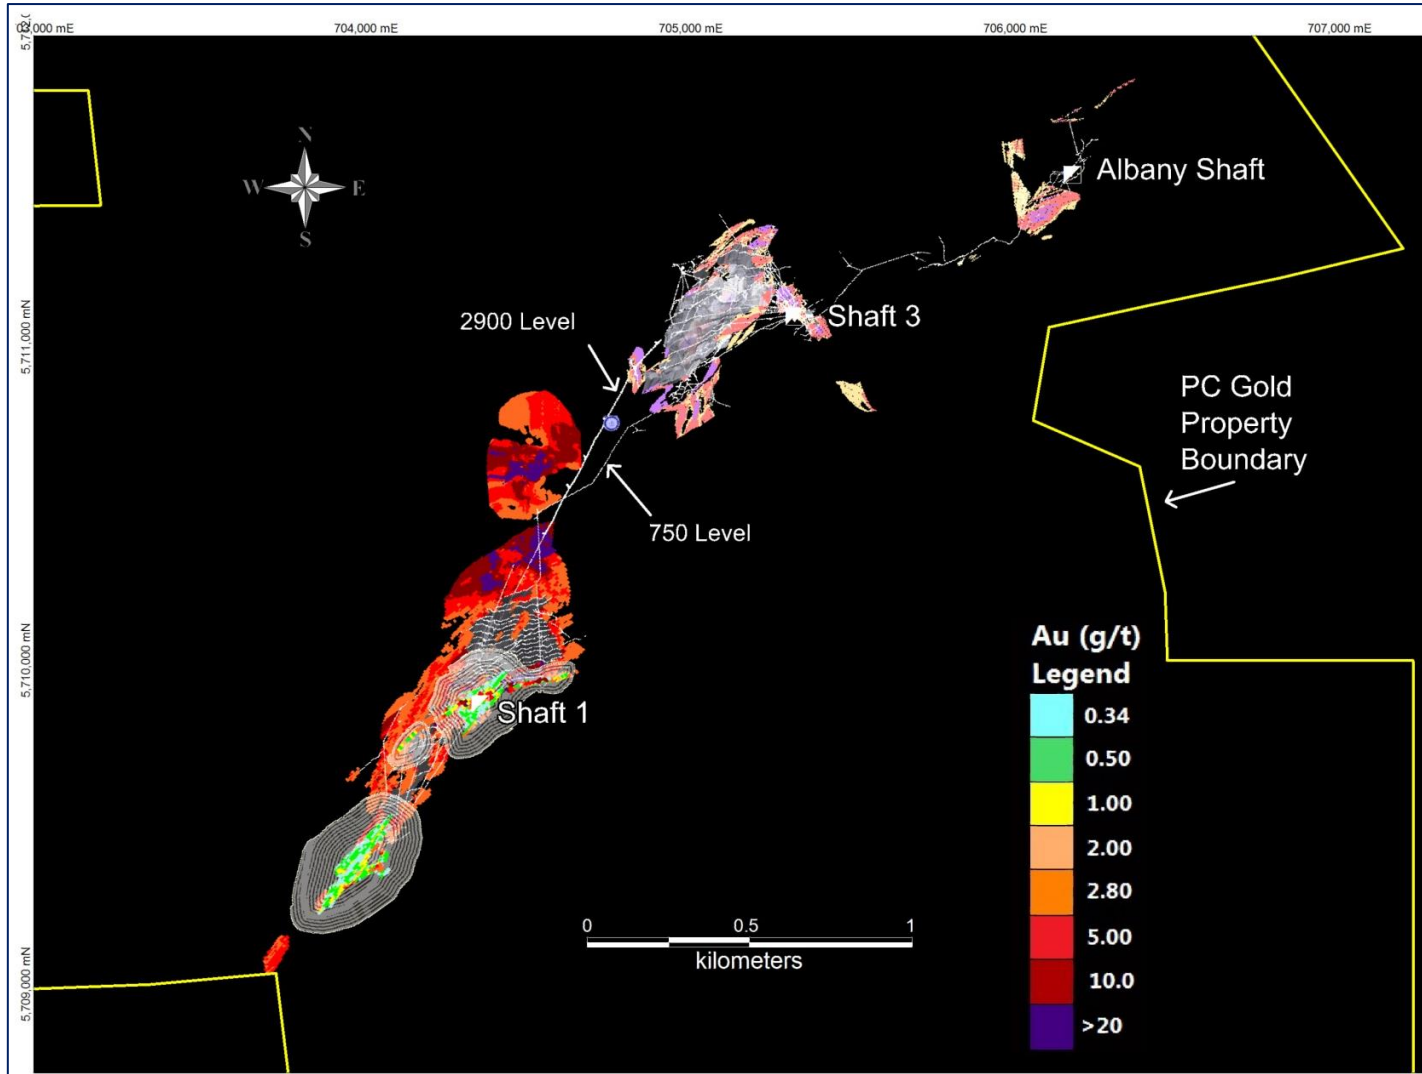 704,000 mE
705,000 mE
706,000 mE
707,000 mE
N
W E
S
Albany Shaft
2900 Level
Shaft 3
5,711,000 mN
PC Gold
Property
Boundary
750 Level
5,710,000 mN
Au (g/t)
Legend
Shaft 1
0.34
0.50
1.00
2.00
2.80
5.00
10.0
>20
0 0.5 1
kilometers
5,709,000 mN